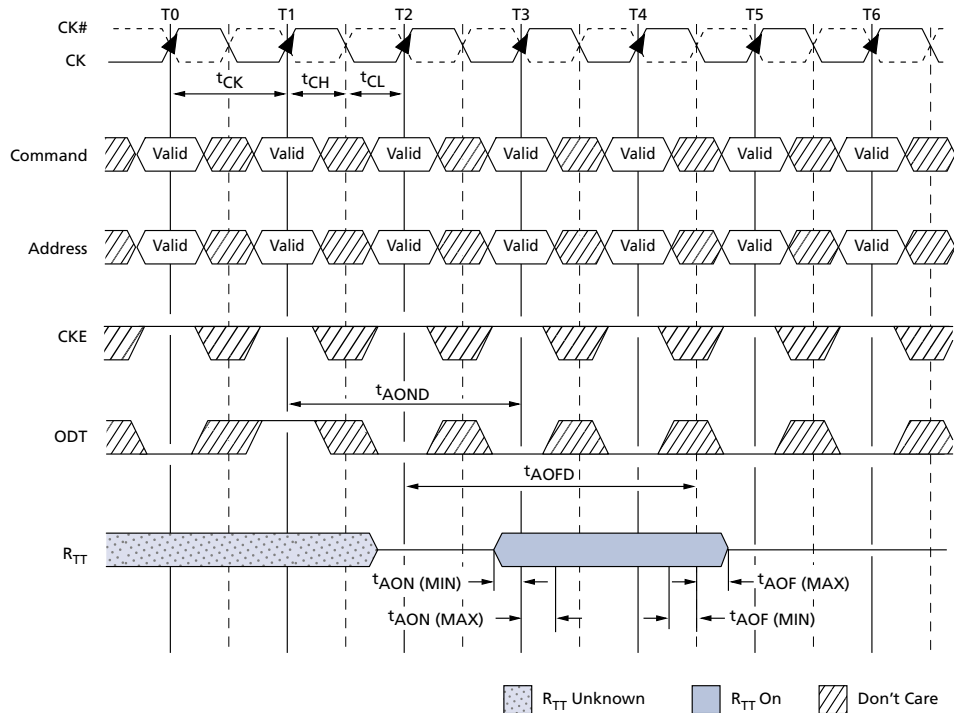 T0 T1 T2 T3 T4 T5 T6
CK#
CK
tCK tCH tCL
Command Valid Valid Valid Valid Valid Valid Valid
Address Valid Valid Valid Valid Valid Valid Valid
CKE
tAOND
ODT
tAOFD
RTT
tAON (MIN) tAOF (MAX)
tAON (MAX) tAOF (MIN)
RTT Unknown RTT On Don't Care